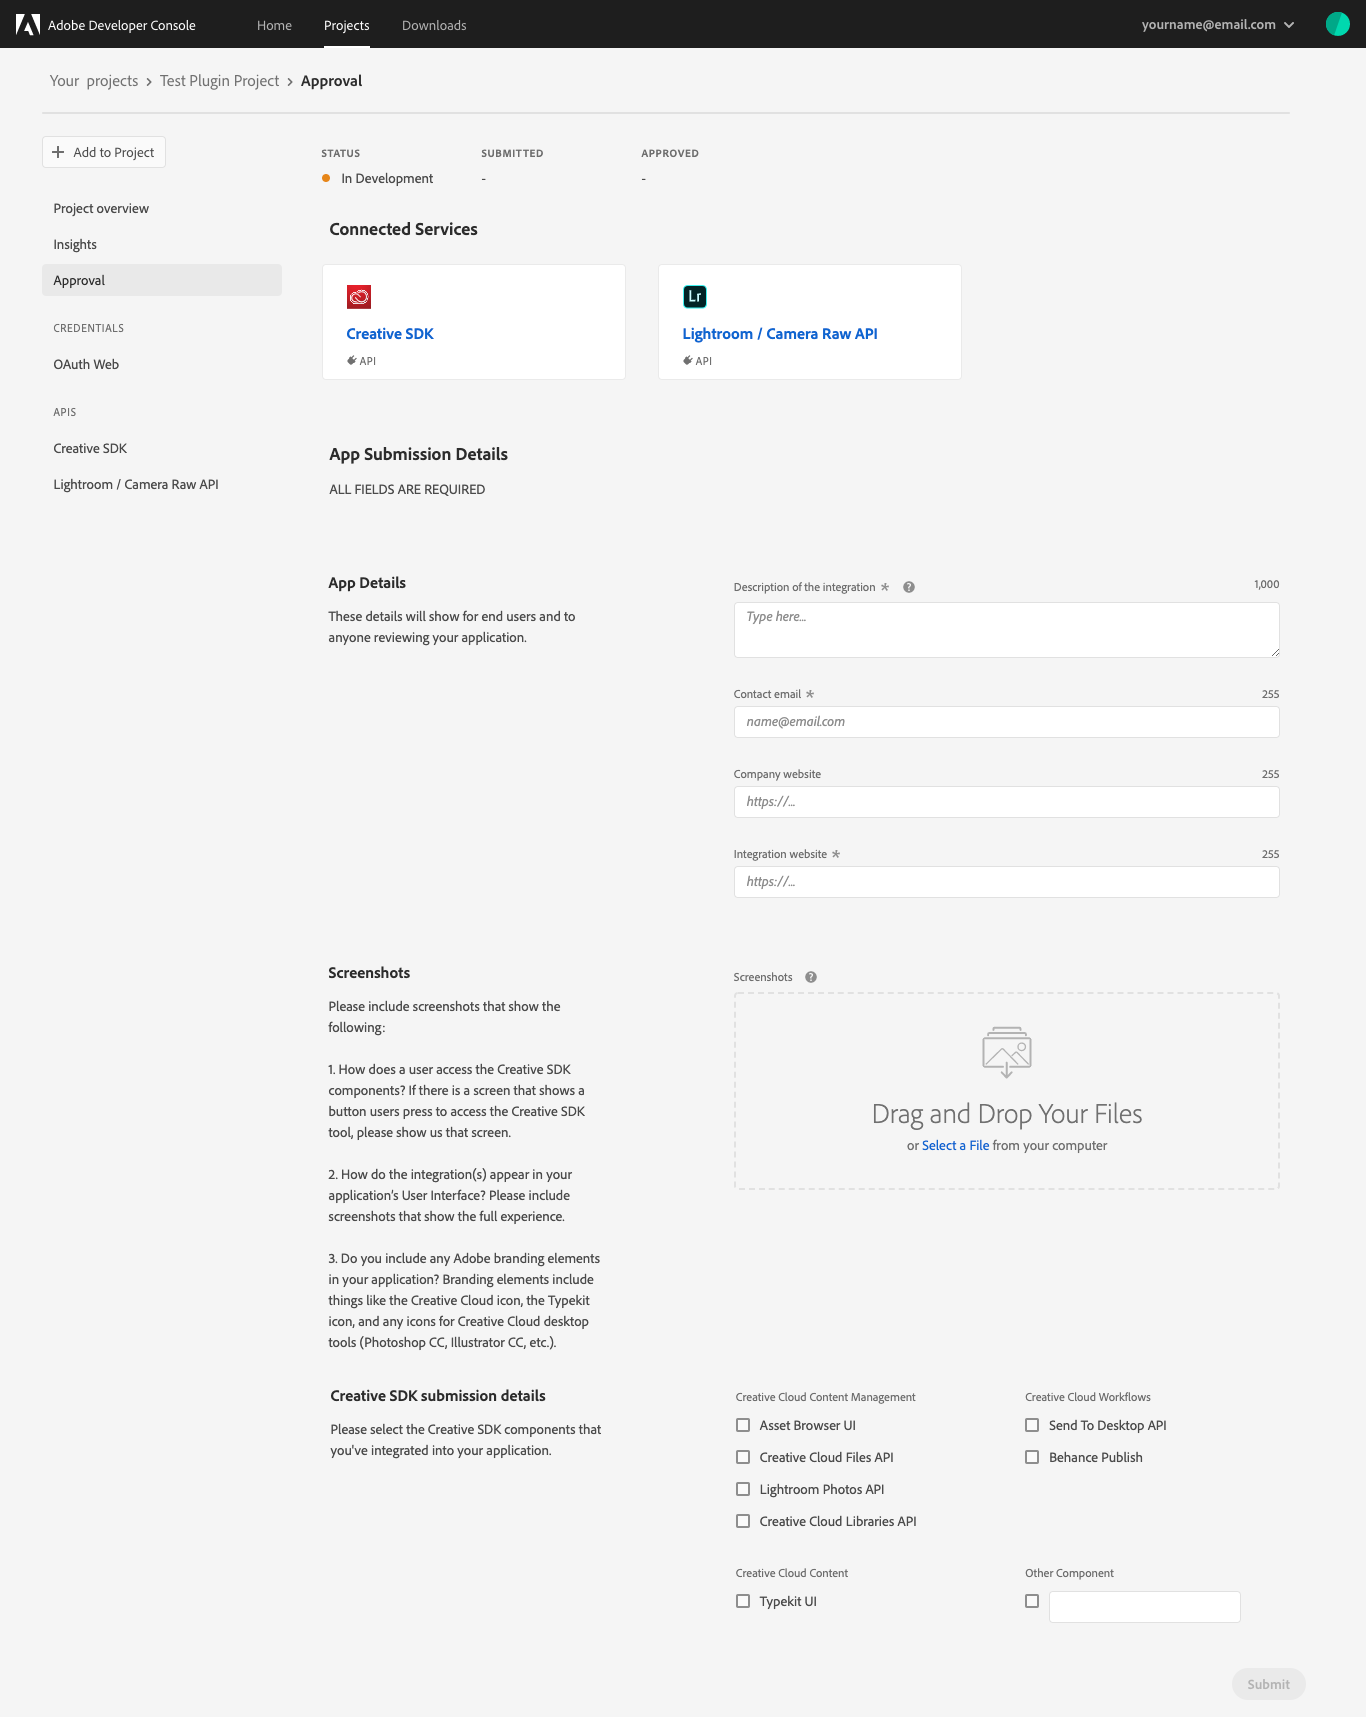 Adobe Developer Console
Home
Projects
Downloads
yourname@email.com
Your projects > Test Plugin Project > Approval
+ Add to Project
Project overview
Insights
Approval
CREDENTIALS
OAuth Web
APIS
Creative SDK
Lightroom / Camera Raw API
STATUS
In Development
SUBMITTED
-
APPROVED
-
Connected Services
Creative SDK
API
Lr
Lightroom / Camera Raw API
API
App Submission Details
ALL FIELDS ARE REQUIRED
App Details
These details will show for end users and to
anyone reviewing your application.
Description of the integration * ?
1,000
Type here...
Contact email *
255
name@email.com
Company website
255
https://...
Integration website *
255
https://...
Screenshots
Please include screenshots that show the
following:
1. How does a user access the Creative SDK
components? If there is a screen that shows a
button users press to access the Creative SDK
tool, please show us that screen.
2. How do the integration(s) appear in your
application's User Interface? Please include
screenshots that show the full experience.
3. Do you include any Adobe branding elements
in your application? Branding elements include
things like the Creative Cloud icon, the Typekit
icon, and any icons for Creative Cloud desktop
tools (Photoshop CC, Illustrator CC, etc.).
Screenshots ?
Drag and Drop Your Files
or Select a File from your computer
Creative SDK submission details
Please select the Creative SDK components that
you've integrated into your application.
Creative Cloud Content Management
Asset Browser UI
Creative Cloud Files API
Lightroom Photos API
Creative Cloud Libraries API
Creative Cloud Workflows
Send To Desktop API
Behance Publish
Creative Cloud Content
Typekit UI
Other Component
Submit